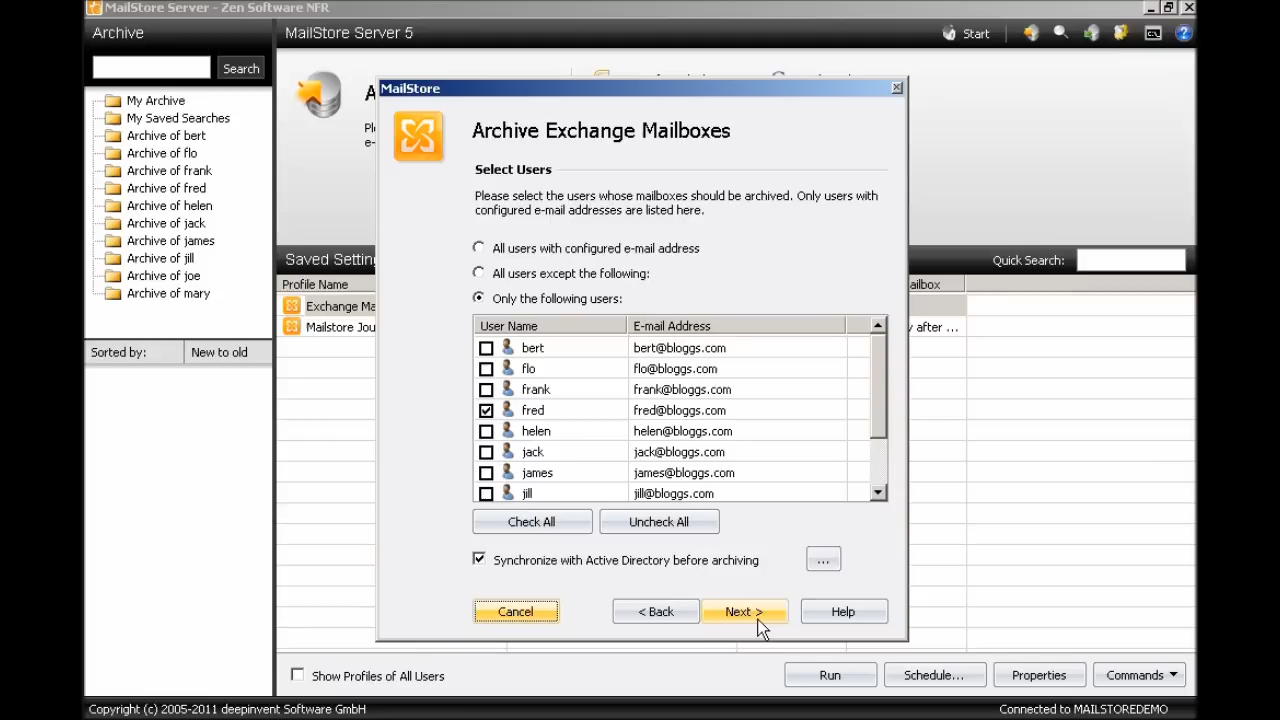 MailStore Server - Zen Software NFR
Archive
MailStore Server 5
Start
Search
My Archive
My Saved Searches
Archive of bert
Archive of flo
Archive of frank
Archive of fred
Archive of helen
Archive of jack
Archive of james
Archive of jill
Archive of joe
Archive of mary
Sorted by:
New to old
A
Pl
e-
Saved Settin
Quick Search:
Profile Name
ailbox
Exchange Ma
Mailstore Jou
y after ...
MailStore
Archive Exchange Mailboxes
Select Users
Please select the users whose mailboxes should be archived. Only users with
configured e-mail addresses are listed here.
All users with configured e-mail address
All users except the following:
Only the following users:
User Name E-mail Address
bert bert@bloggs.com
flo flo@bloggs.com
frank frank@bloggs.com
fred fred@bloggs.com
helen helen@bloggs.com
jack jack@bloggs.com
james james@bloggs.com
jill jill@bloggs.com
Check All Uncheck All
Synchronize with Active Directory before archiving ...
Cancel < Back Next > Help
Show Profiles of All Users
Run Schedule... Properties Commands
Copyright (c) 2005-2011 deepinvent Software GmbH
Connected to MAILSTOREDEMO